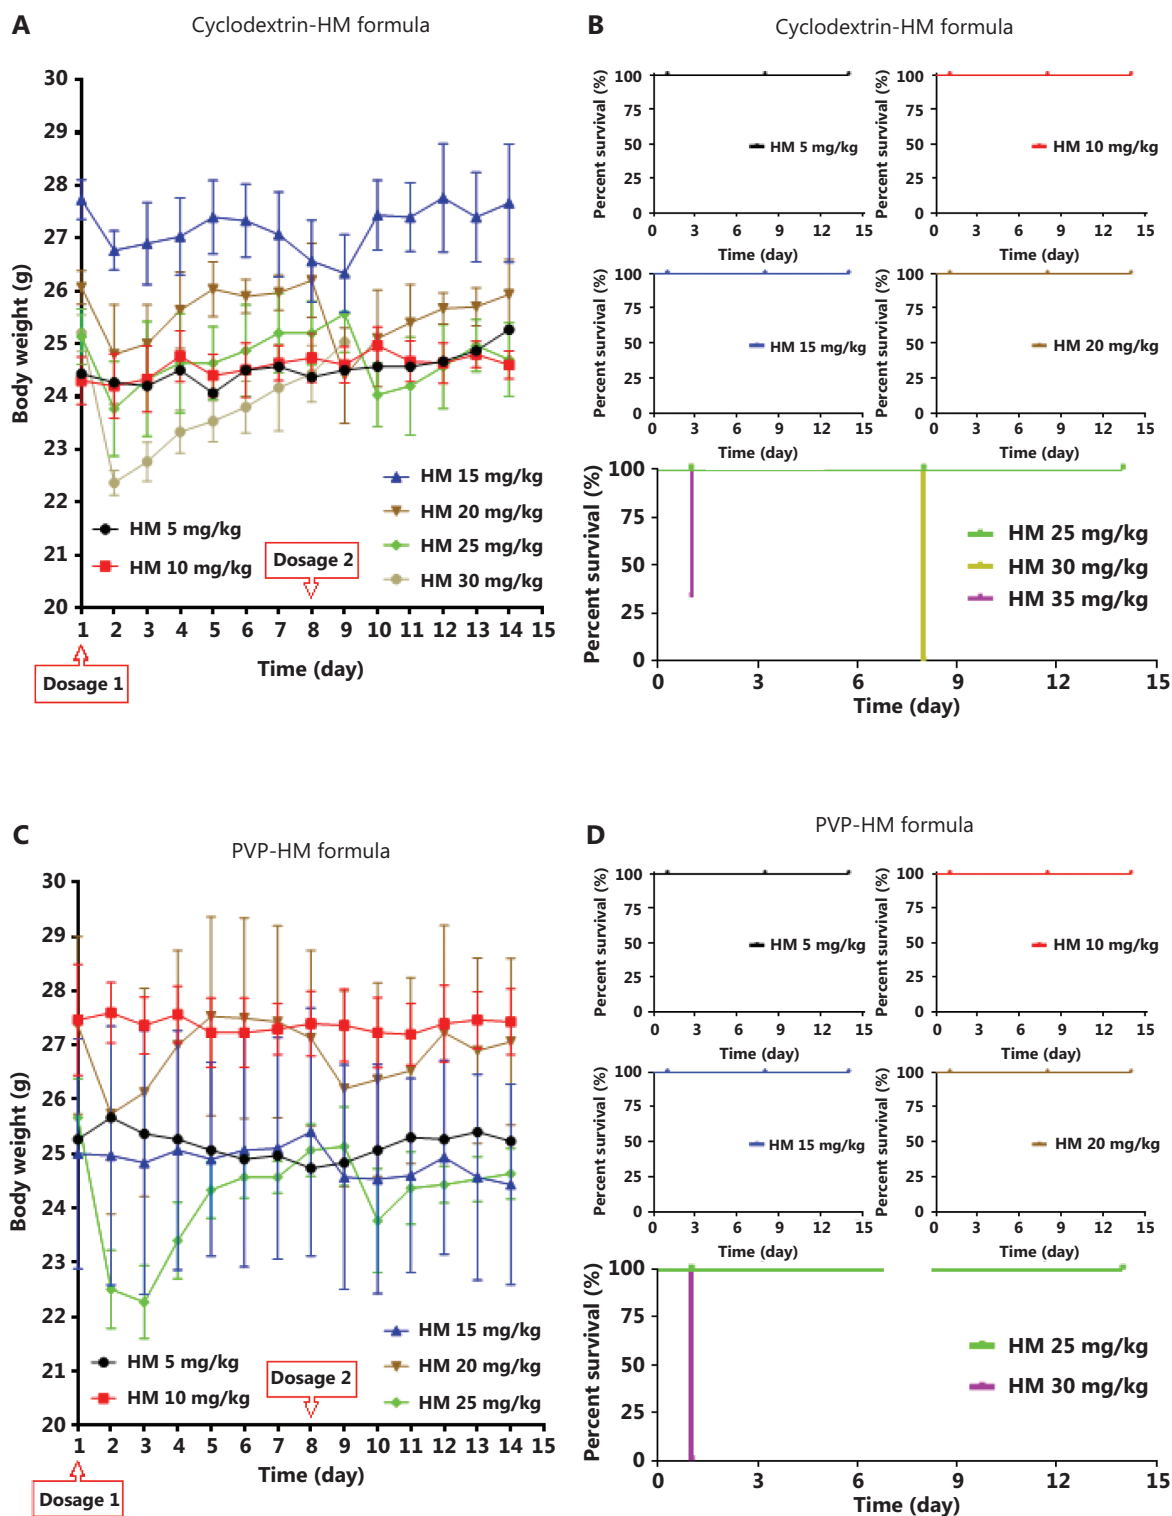 A
Cyclodextrin-HM formula
30
29
28
27
26
25
24
23
22
21
20
Body weight (g)
HM 5 mg/kg
HM 10 mg/kg
HM 15 mg/kg
HM 20 mg/kg
HM 25 mg/kg
HM 30 mg/kg
Dosage 2
1 2 3 4 5 6 7 8 9 10 11 12 13 14 15
Time (day)
Dosage 1
B
Cyclodextrin-HM formula
Percent survival (%)
100
75
50
25
0
HM 5 mg/kg
0 3 6 9 12 15
Time (day)
Percent survival (%)
100
75
50
25
0
HM 10 mg/kg
0 3 6 9 12 15
Time (day)
Percent survival (%)
100
75
50
25
0
HM 15 mg/kg
0 3 6 9 12 15
Time (day)
Percent survival (%)
100
75
50
25
0
HM 20 mg/kg
0 3 6 9 12 15
Time (day)
Percent survival (%)
100
75
50
25
0
HM 25 mg/kg
HM 30 mg/kg
HM 35 mg/kg
0 3 6 9 12 15
Time (day)
C
PVP-HM formula
30
29
28
27
26
25
24
23
22
21
20
Body weight (g)
HM 5 mg/kg
HM 10 mg/kg
HM 15 mg/kg
HM 20 mg/kg
HM 25 mg/kg
Dosage 2
1 2 3 4 5 6 7 8 9 10 11 12 13 14 15
Time (day)
Dosage 1
D
PVP-HM formula
Percent survival (%)
100
75
50
25
0
HM 5 mg/kg
0 3 6 9 12 15
Time (day)
Percent survival (%)
100
75
50
25
0
HM 10 mg/kg
0 3 6 9 12 15
Time (day)
Percent survival (%)
100
75
50
25
0
HM 15 mg/kg
0 3 6 9 12 15
Time (day)
Percent survival (%)
100
75
50
25
0
HM 20 mg/kg
0 3 6 9 12 15
Time (day)
Percent survival (%)
100
75
50
25
0
HM 25 mg/kg
HM 30 mg/kg
0 3 6 9 12 15
Time (day)